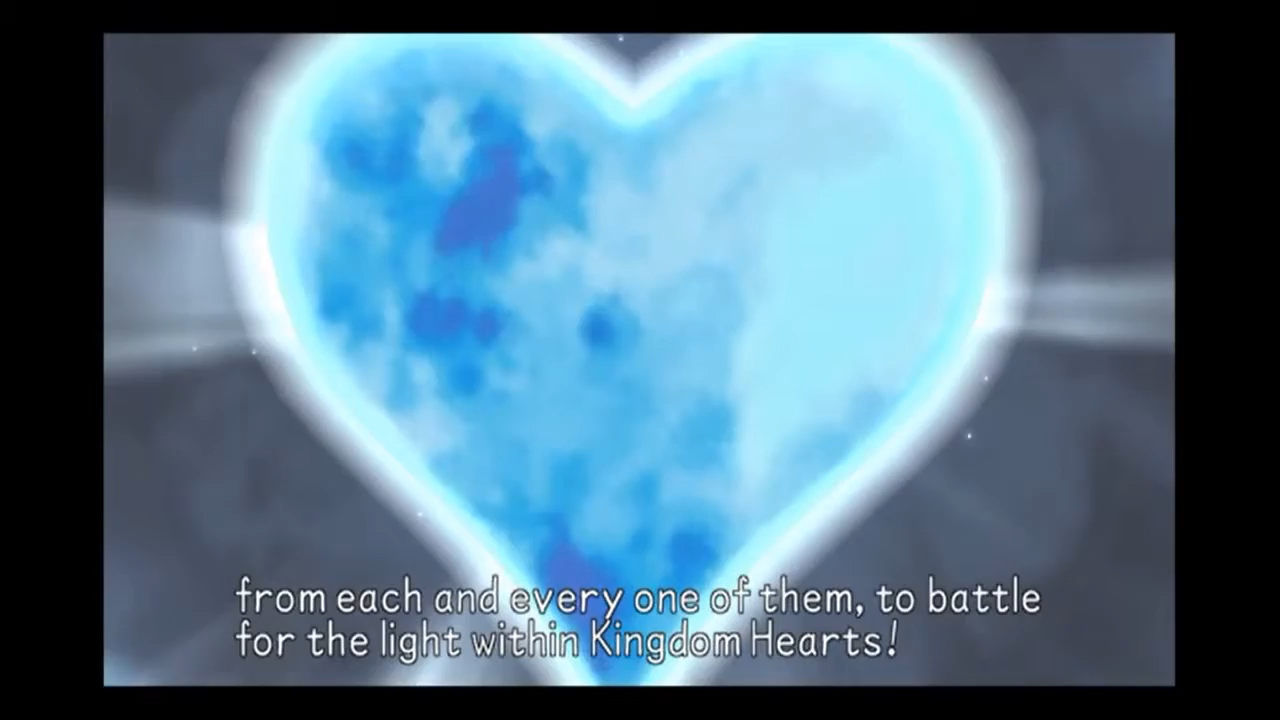 from each and every one of them, to battle
for the light within Kingdom Hearts!